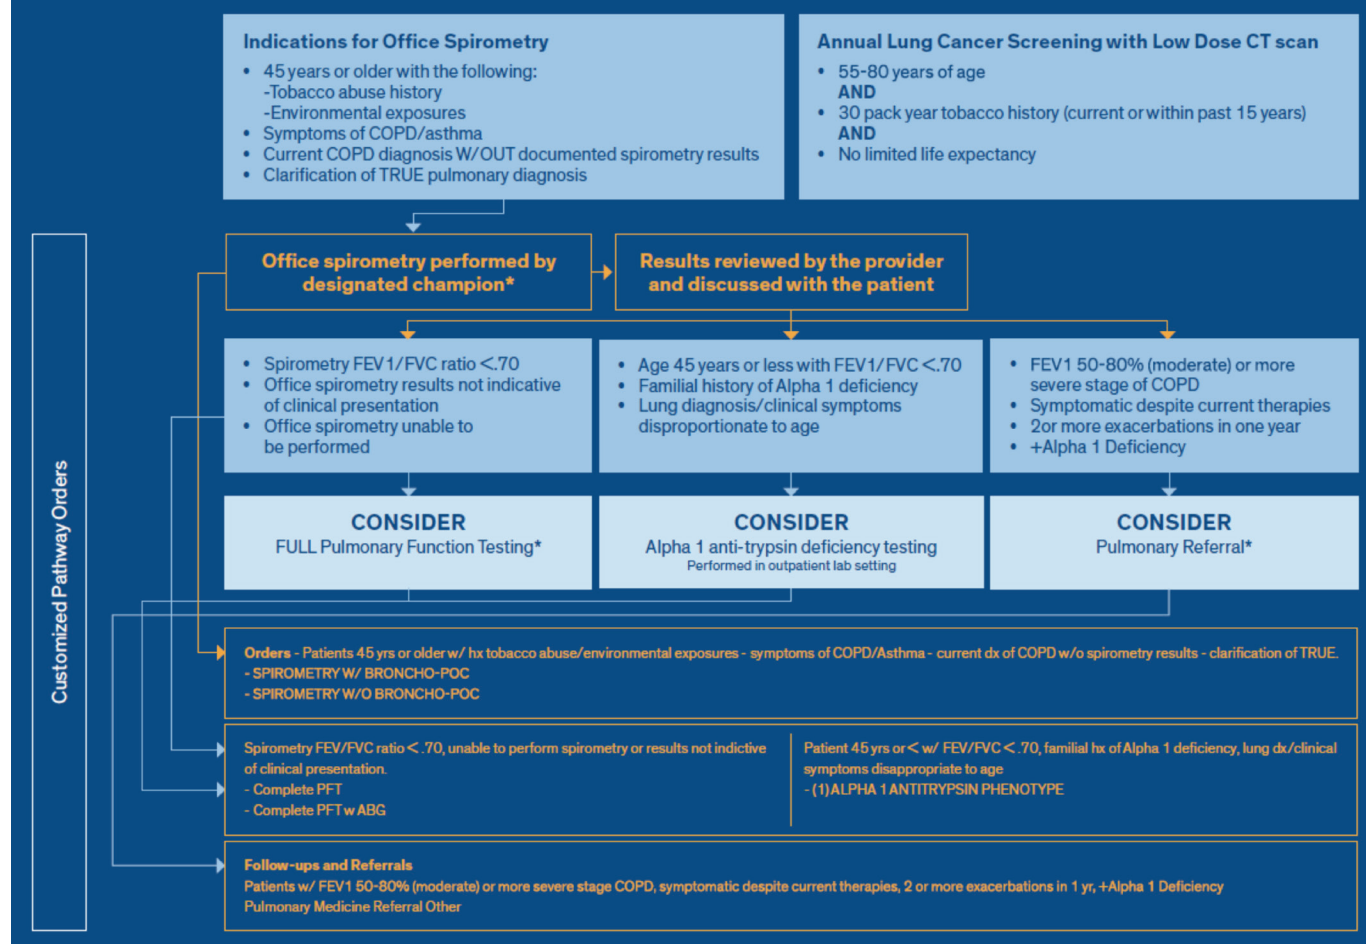 Indications for Office Spirometry
• 45 years or older with the following:
-Tobacco abuse history
-Environmental exposures
• Symptoms of COPD/asthma
• Current COPD diagnosis W/OUT documented spirometry results
• Clarification of TRUE pulmonary diagnosis
Annual Lung Cancer Screening with Low Dose CT scan
• 55-80 years of age
AND
• 30 pack year tobacco history (current or within past 15 years)
AND
• No limited life expectancy
Customized Pathway Orders
Office spirometry performed by
designated champion*
Results reviewed by the provider
and discussed with the patient
• Spirometry FEV1/FVC ratio <.70
• Office spirometry results not indicative
of clinical presentation
• Office spirometry unable to
be performed
• Age 45 years or less with FEV1/FVC <.70
• Familial history of Alpha 1 deficiency
• Lung diagnosis/clinical symptoms
disproportionate to age
• FEV1 50-80% (moderate) or more
severe stage of COPD
• Symptomatic despite current therapies
• 2or more exacerbations in one year
• +Alpha 1 Deficiency
CONSIDER
FULL Pulmonary Function Testing*
CONSIDER
Alpha 1 anti-trypsin deficiency testing
Performed in outpatient lab setting
CONSIDER
Pulmonary Referral*
Orders - Patients 45 yrs or older w/ hx tobacco abuse/environmental exposures - symptoms of COPD/Asthma - current dx of COPD w/o spirometry results - clarification of TRUE.
- SPIROMETRY W/ BRONCHO-POC
- SPIROMETRY W/O BRONCHO-POC
Spirometry FEV/FVC ratio < .70, unable to perform spirometry or results not indictive
of clinical presentation.
- Complete PFT
- Complete PFT w ABG
Patient 45 yrs or < w/ FEV/FVC < .70, familial hx of Alpha 1 deficiency, lung dx/clinical
symptoms disappropriate to age
- (1) ALPHA 1 ANTITRYPSIN PHENOTYPE
Follow-ups and Referrals
Patients w/ FEV1 50-80% (moderate) or more severe stage COPD, symptomatic despite current therapies, 2 or more exacerbations in 1 yr, +Alpha 1 Deficiency
Pulmonary Medicine Referral Other